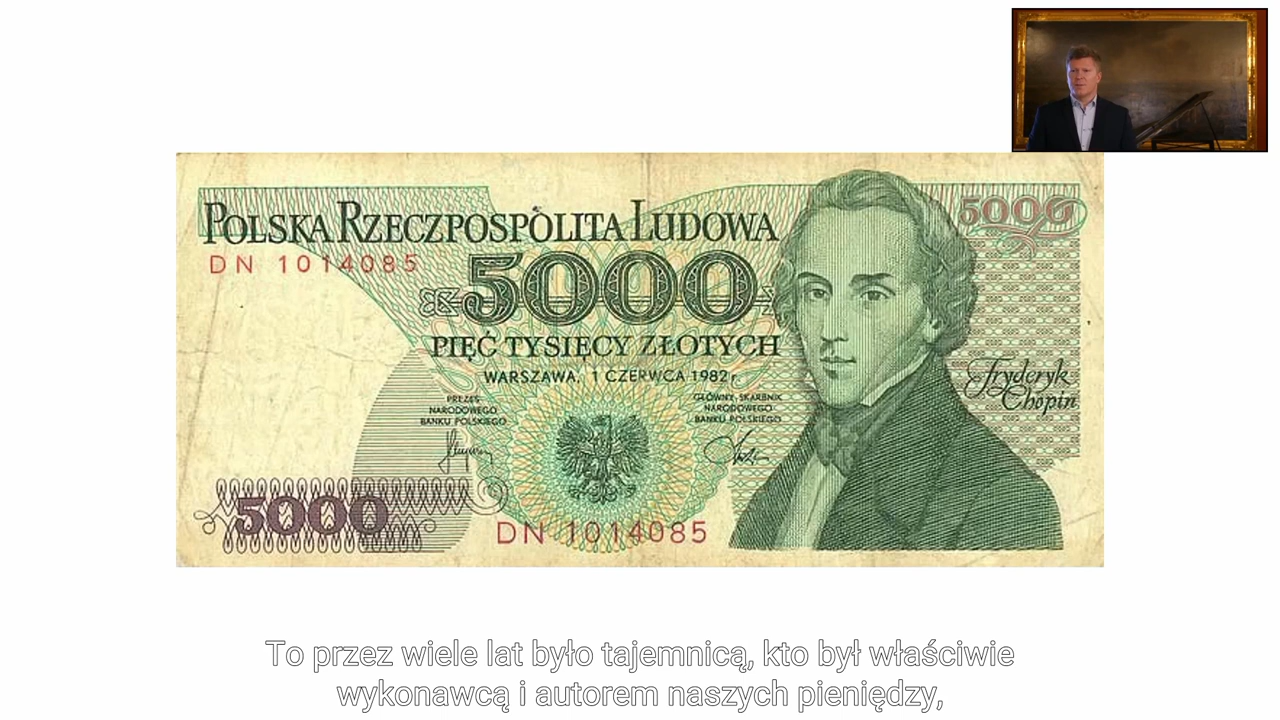 POLSKA RZECZPOSPOLITA LUDOWA
5000
DN 1014085
5000
PIĘĆ TYSIĘCY ZŁOTYCH
WARSZAWA, 1 CZERWCA 1982 r.
PREZES
NARODOWEGO
BANKU POLSKIEGO
GŁÓWNY SKARBNIK
NARODOWEGO
BANKU POLSKIEGO
Fryderyk
Chopin
5000
DN 1014085
To przez wiele lat było tajemnicą, kto był właściwie
wykonawcą i autorem naszych pieniędzy,